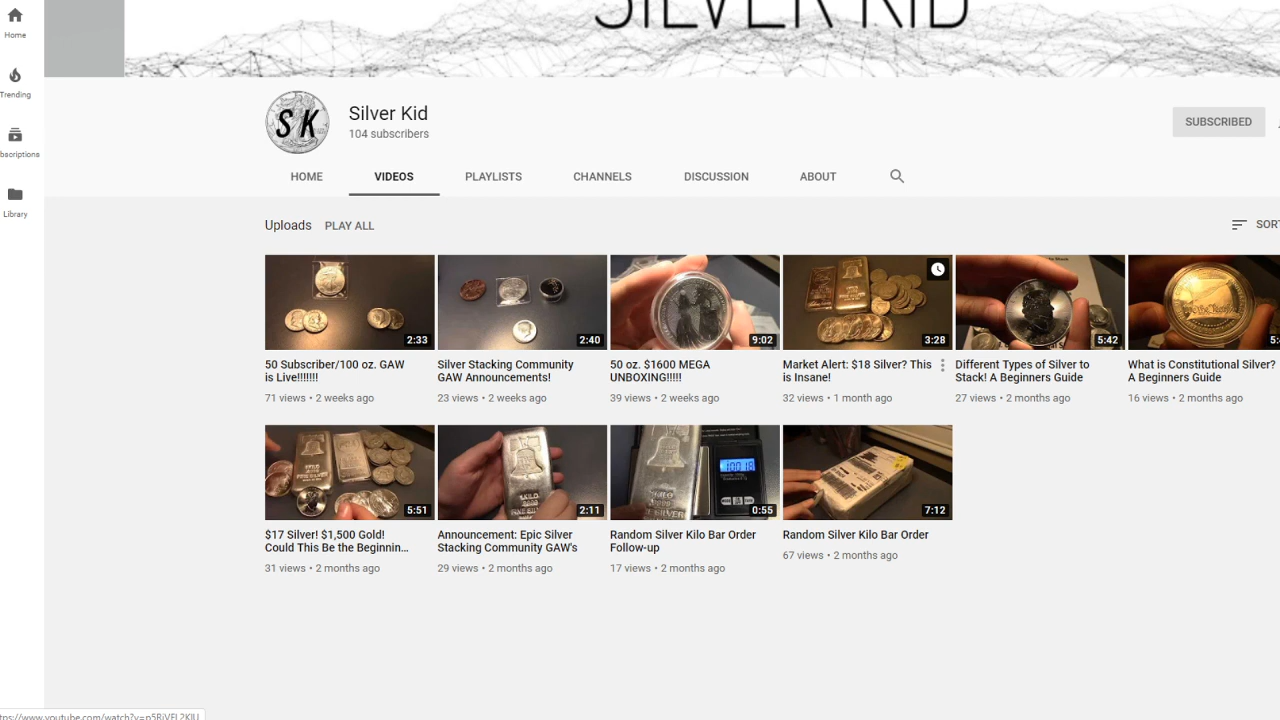 SILVER KID
Home
Trending
bscriptions
Library
SK
Silver Kid
104 subscribers
SUBSCRIBED
HOME VIDEOS PLAYLISTS CHANNELS DISCUSSION ABOUT
Uploads PLAY ALL
SORT
2:33
2:40
9:02
3:28
5:42
5:4
50 Subscriber/100 oz. GAW
is Live!!!!!!!
71 views • 2 weeks ago
Silver Stacking Community
GAW Announcements!
23 views • 2 weeks ago
50 oz. $1600 MEGA
UNBOXING!!!!!
39 views • 2 weeks ago
Market Alert: $18 Silver? This
is Insane!
32 views • 1 month ago
Different Types of Silver to
Stack! A Beginners Guide
27 views • 2 months ago
What is Constitutional Silver?
A Beginners Guide
16 views • 2 months ago
5:51
KILO
2:11
100.18
0:55
7:12
$17 Silver! $1,500 Gold!
Could This Be the Beginnin...
31 views • 2 months ago
Announcement: Epic Silver
Stacking Community GAW's
29 views • 2 months ago
Random Silver Kilo Bar Order
Follow-up
17 views • 2 months ago
Random Silver Kilo Bar Order
67 views • 2 months ago